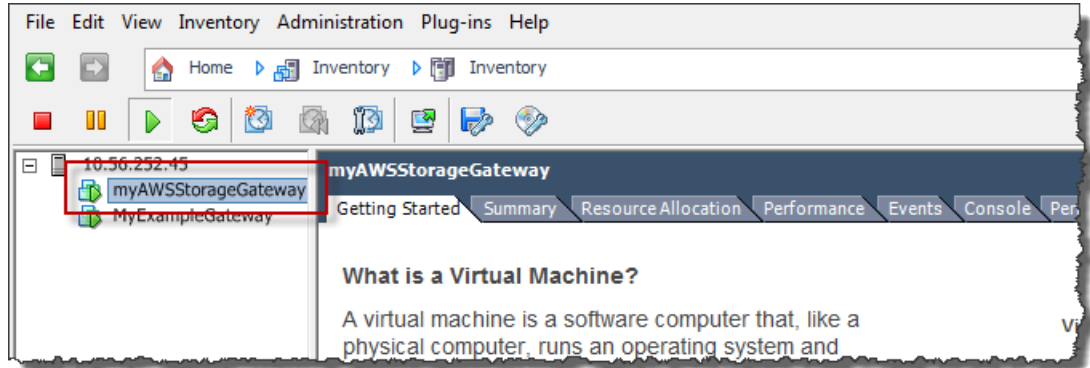 File Edit View Inventory Administration Plug-ins Help
Home Inventory Inventory
10.56.252.45
myAWSStorageGateway
MyExampleGateway
myAWSStorageGateway
Getting Started Summary Resource Allocation Performance Events Console
What is a Virtual Machine?
A virtual machine is a software computer that, like a
physical computer, runs an operating system and